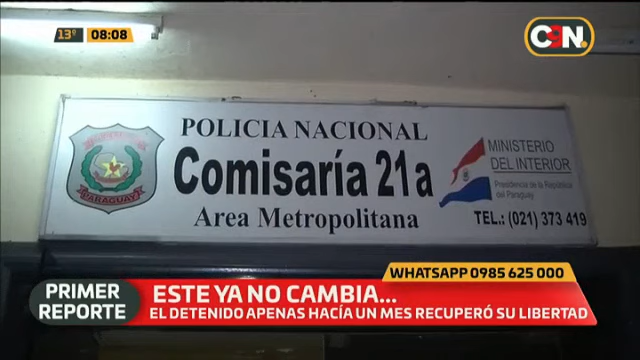 13º 08:08
C9N.
POLICIA NACIONAL
Comisaría 21a
Area Metropolitana
PARAGUAY
MINISTERIO
DEL INTERIOR
Presidencia de la República
del Paraguay
TEL.: (021) 373 419
WHATSAPP 0985 625 000
PRIMER
REPORTE
ESTE YA NO CAMBIA...
EL DETENIDO APENAS HACÍA UN MES RECUPERÓ SU LIBERTAD